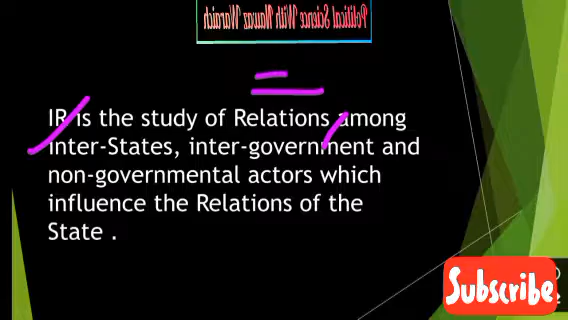 Political Science With Nawaz Waraich
IR is the study of Relations among
inter-States, inter-government and
non-governmental actors which
influence the Relations of the
State .
Subscribe